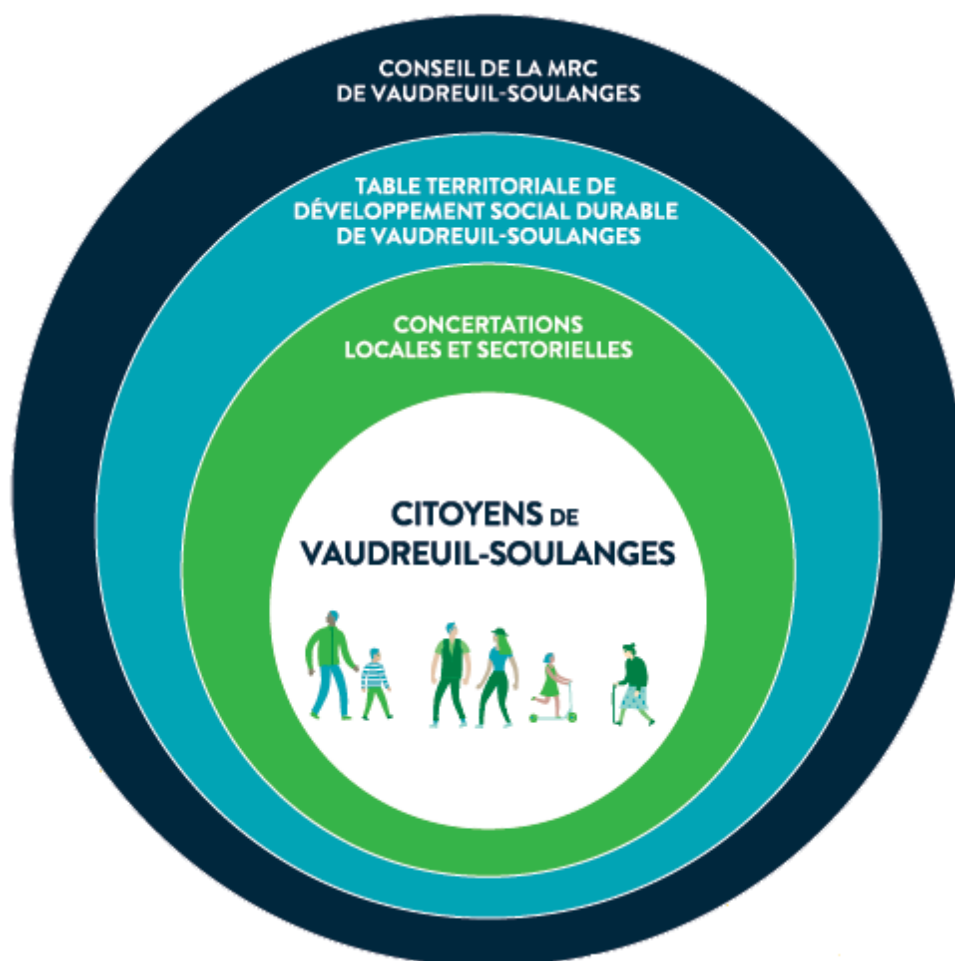 CONSEIL DE LA MRC
DE VAUDREUIL-SOULANGES
TABLE TERRITORIALE DE
DÉVELOPPEMENT SOCIAL DURABLE
DE VAUDREUIL-SOULANGES
CONCERTATIONS
LOCALES ET SECTORIELLES
CITOYENS DE
VAUDREUIL-SOULANGES